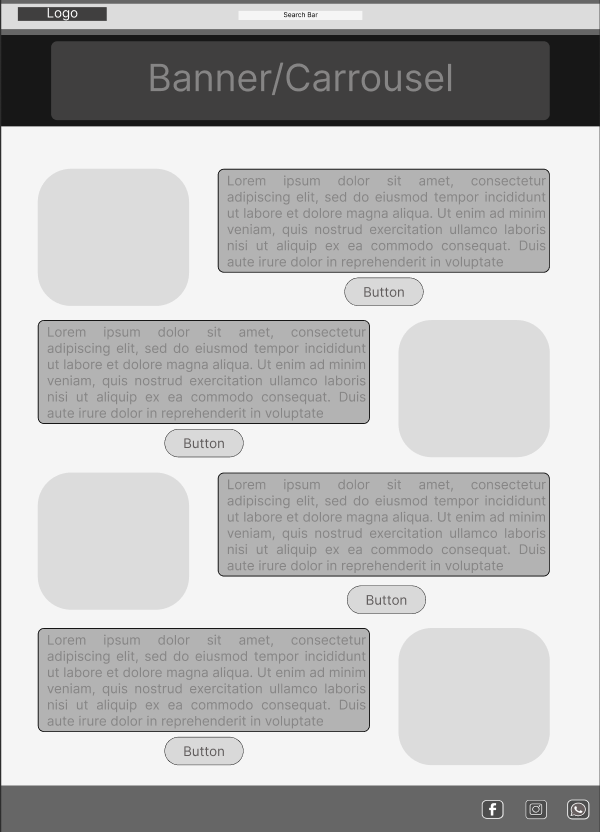 Logo
Search Bar
Banner/Carrousel
Lorem ipsum dolor sit amet, consectetur
adipiscing elit, sed do eiusmod tempor incididunt
ut labore et dolore magna aliqua. Ut enim ad minim
veniam, quis nostrud exercitation ullamco laboris
nisi ut aliquip ex ea commodo consequat. Duis
aute irure dolor in reprehenderit in voluptate
Button
Lorem ipsum dolor sit amet, consectetur
adipiscing elit, sed do eiusmod tempor incididunt
ut labore et dolore magna aliqua. Ut enim ad minim
veniam, quis nostrud exercitation ullamco laboris
nisi ut aliquip ex ea commodo consequat. Duis
aute irure dolor in reprehenderit in voluptate
Button
Lorem ipsum dolor sit amet, consectetur
adipiscing elit, sed do eiusmod tempor incididunt
ut labore et dolore magna aliqua. Ut enim ad minim
veniam, quis nostrud exercitation ullamco laboris
nisi ut aliquip ex ea commodo consequat. Duis
aute irure dolor in reprehenderit in voluptate
Button
Lorem ipsum dolor sit amet, consectetur
adipiscing elit, sed do eiusmod tempor incididunt
ut labore et dolore magna aliqua. Ut enim ad minim
veniam, quis nostrud exercitation ullamco laboris
nisi ut aliquip ex ea commodo consequat. Duis
aute irure dolor in reprehenderit in voluptate
Button